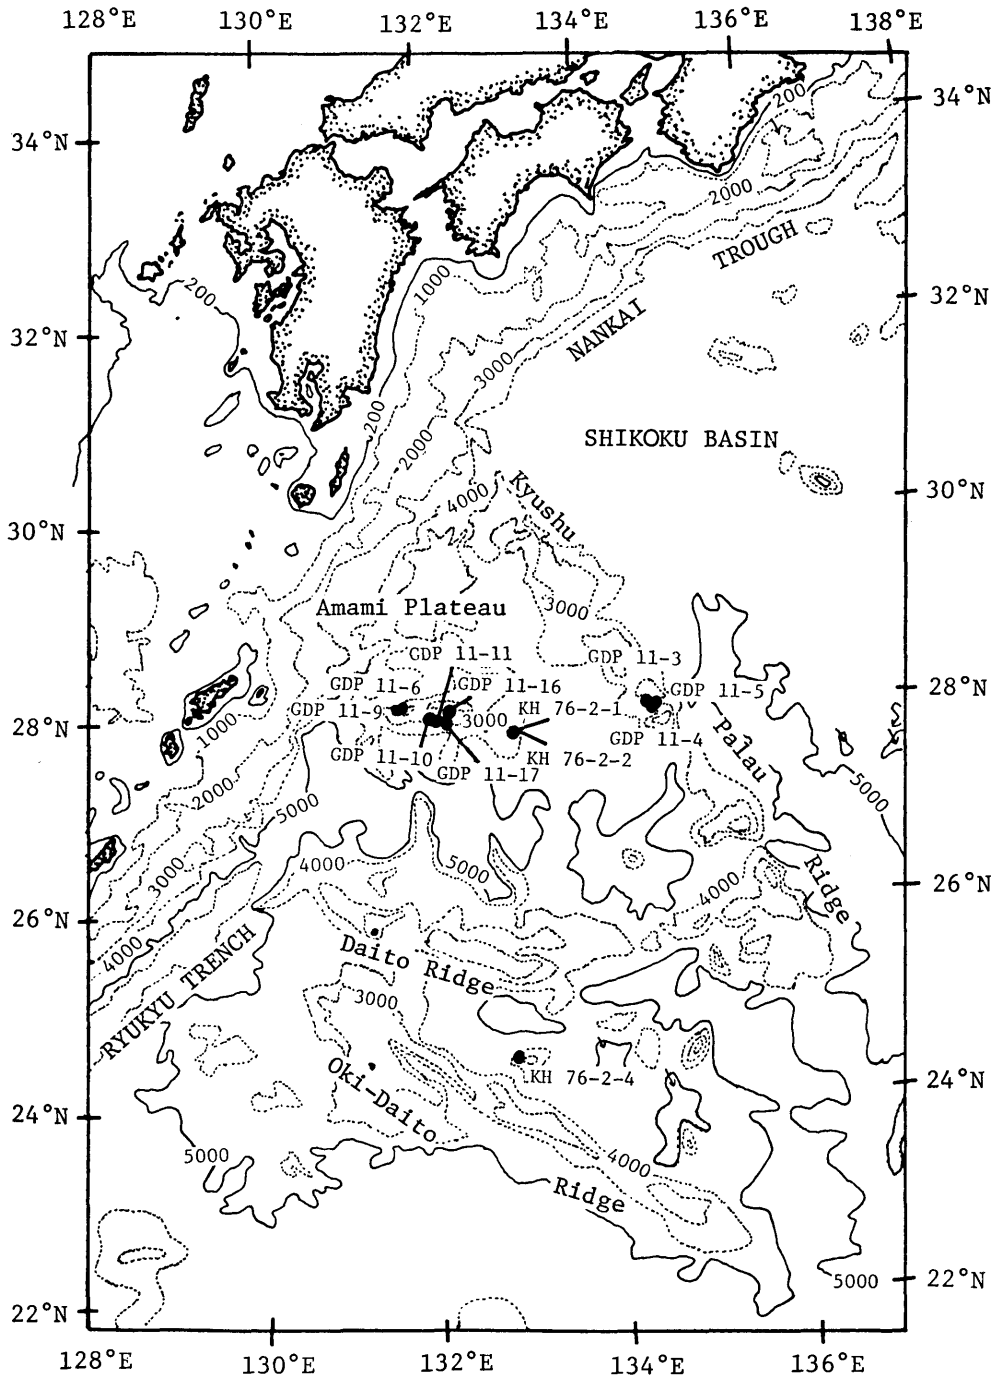 128°E 130°E 132°E 134°E 136°E 138°E
200
34°N
34°N
2000
TROUGH
1000
200
32°N
NANKAI
32°N
3000
200
SHIKOKU BASIN
2000
Kyushu
4000
30°N
30°N
Amami Plateau
3000
GDP 11-11
GDP 11-3
GDP 11-6
GDP 11-16
GDP 11-5
28°N
GDP 11-9
KH 76-2-1
3000
28°N
1000
GDP 11-4
Palau
GDP 11-10
KH 76-2-2
GDP 11-17
5000
2000
5000
4000
5000
3000
Ridge
4000
26°N
26°N
4000
RYUKYU TRENCH
Daito Ridge
3000
KH 76-2-4
24°N
Oki-Daito
24°N
5000
4000
Ridge
5000
22°N
22°N
128°E 130°E 132°E 134°E 136°E